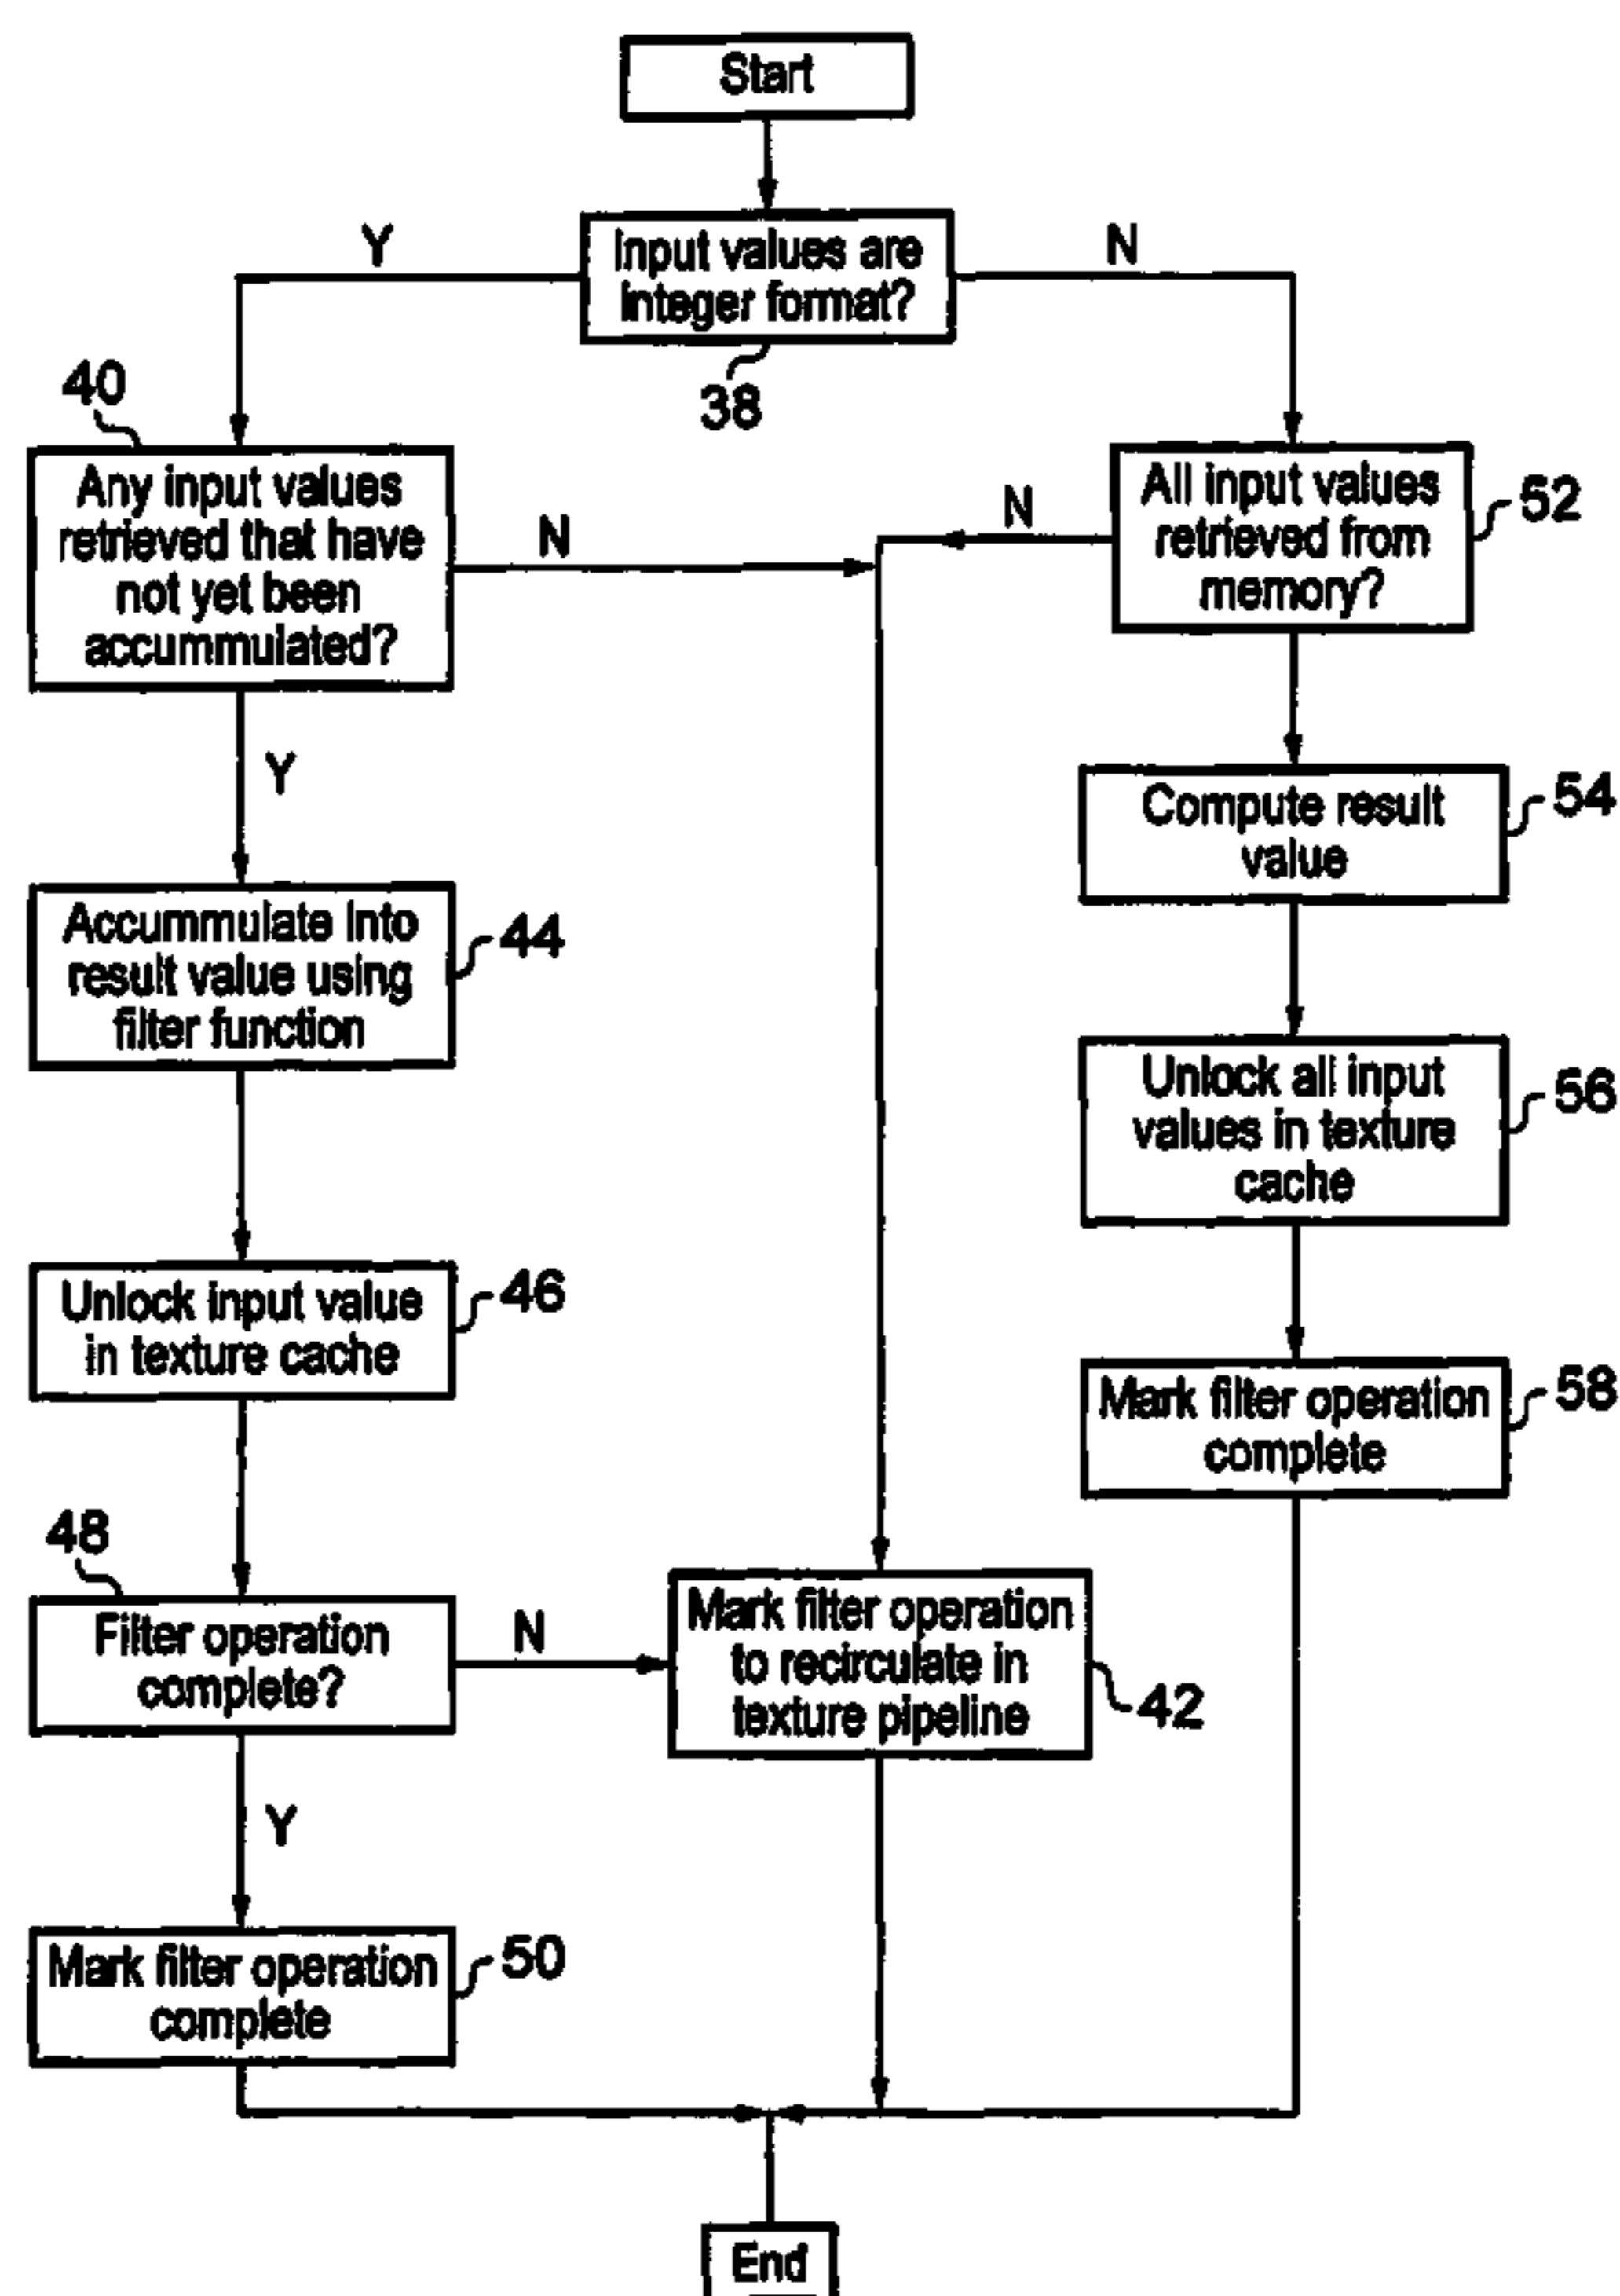 Start
Y
Input values are
integer format?
N
38
40
Any input values
retrieved that have
not yet been
accummulated?
N
N
All input values
retrieved from
memory?
52
Y
Compute result
value
54
Accummulate into
result value using
filter function
44
Unlock all input
values in texture
cache
56
Unlock input value
in texture cache
46
Mark filter operation
complete
58
48
Filter operation
complete?
N
Mark filter operation
to recirculate in
texture pipeline
42
Y
Mark filter operation
complete
50
End